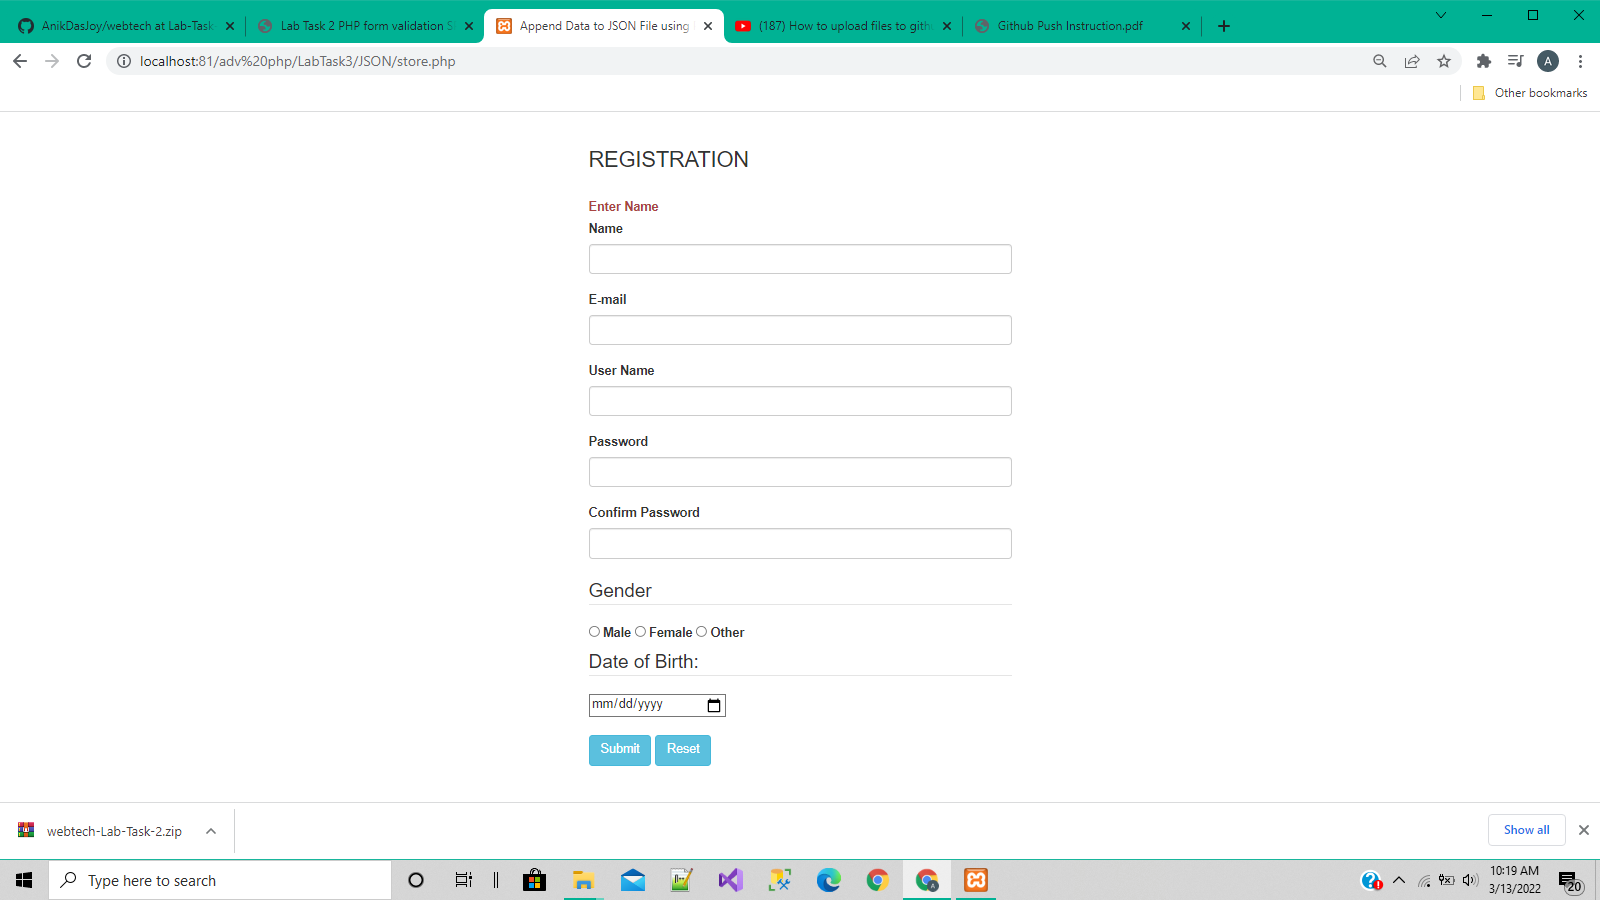 AnikDasJoy/webtech at Lab-Task
Lab Task 2 PHP form validation
Append Data to JSON File using
(187) How to upload files to githu
Github Push Instruction.pdf
localhost:81/adv%20php/LabTask3/JSON/store.php
A
Other bookmarks
REGISTRATION
Enter Name
Name
E-mail
User Name
Password
Confirm Password
Gender
Male Female Other
Date of Birth:
mm/dd/yyyy
Submit Reset
webtech-Lab-Task-2.zip
Show all
Type here to search
10:19 AM
3/13/2022
20